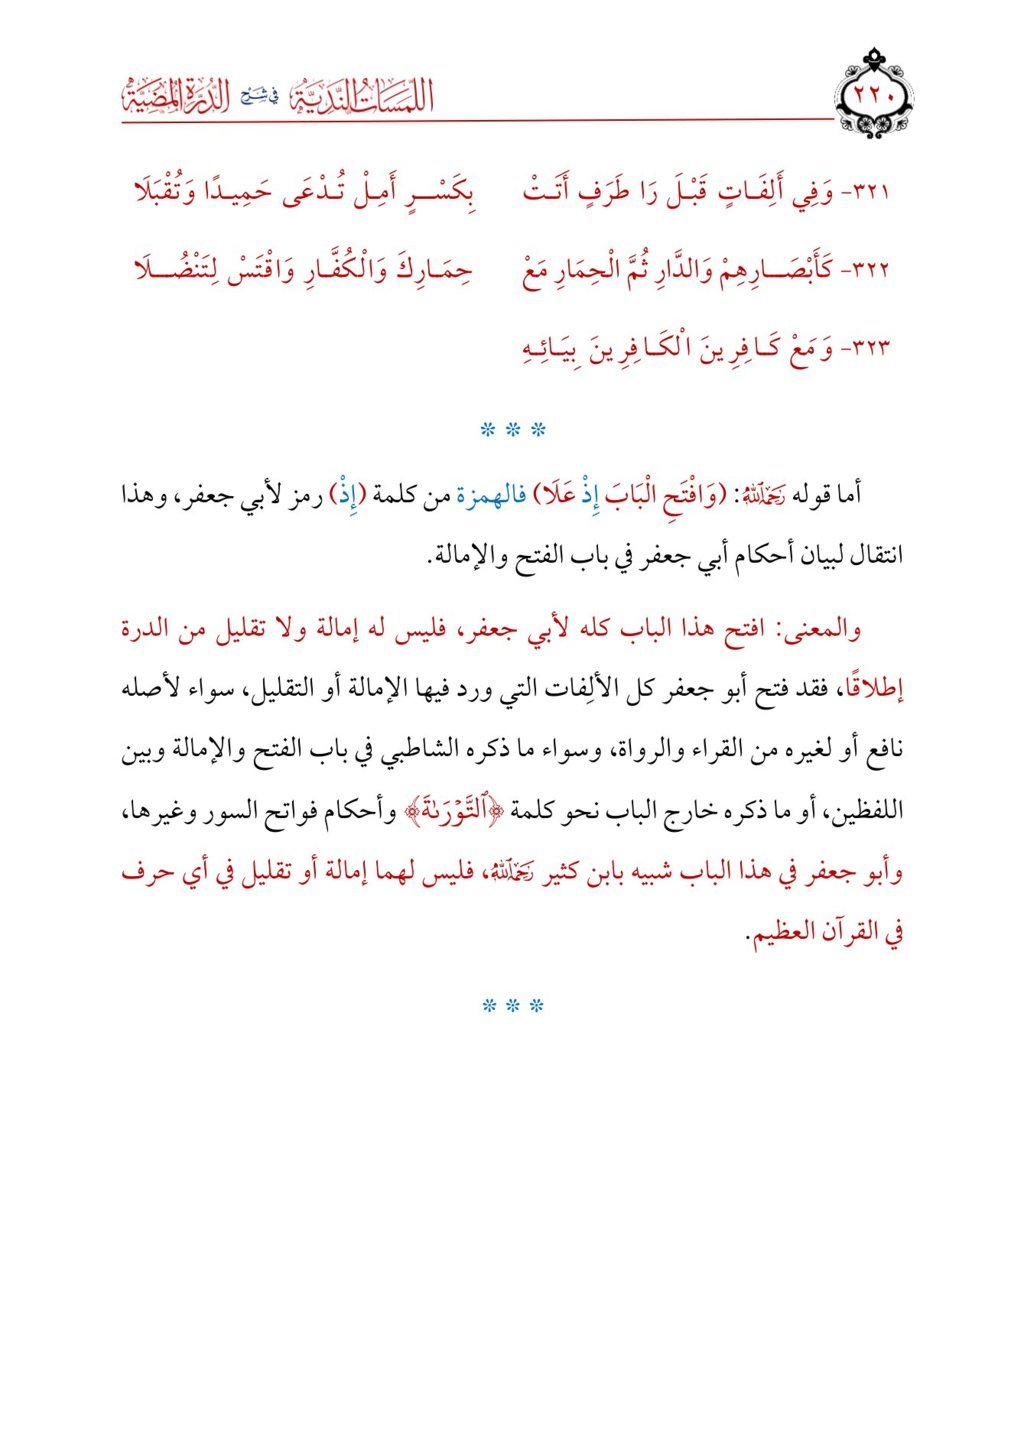 ٢٢٠
اللمسات الندية في شرح الدرة المضية
٣٢١- وَفِي أَلِفَاتٍ قَبْلَ رَا طَرَفٍ أَتَتْ بِكَسْرٍ أَمِلْ تُدْعَى حَمِيدًا وَتُقْبَلَا
٣٢٢- كَأَبْصَارِهِمْ وَالدَّارِ ثُمَّ الْحِمَارِ مَعْ حِمَارِكَ وَالْكُفَّارِ وَاقْتَسْ لِتَنْضُلَا
٣٢٣- وَمَعْ كَافِرِينَ الْكَافِرِينَ بِيَائِهِ
* * *
أما قوله رَحِمَهُ ٱللَّهُ: (وَافْتَحِ الْبَابَ إِذْ عَلَا) فالهمزة من كلمة (إِذْ) رمز لأبي جعفر، وهذا
انتقال لبيان أحكام أبي جعفر في باب الفتح والإمالة.
والمعنى: افتح هذا الباب كله لأبي جعفر، فليس له إمالة ولا تقليل من الدرة
إطلاقًا، فقد فتح أبو جعفر كل الألِفات التي ورد فيها الإمالة أو التقليل، سواء لأصله
نافع أو لغيره من القراء والرواة، وسواء ما ذكره الشاطبي في باب الفتح والإمالة وبين
اللفظين، أو ما ذكره خارج الباب نحو كلمة ﴿ٱلتَّوْرَىٰةَ﴾ وأحكام فواتح السور وغيرها،
وأبو جعفر في هذا الباب شبيه بابن كثير رَحِمَهُ ٱللَّهُ، فليس لهما إمالة أو تقليل في أي حرف
في القرآن العظيم.
* * *